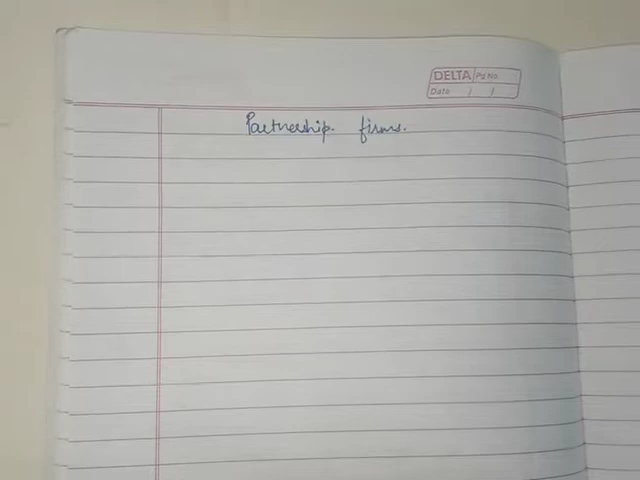 DELTA Pg No.
Date / /
Partnership. firms.